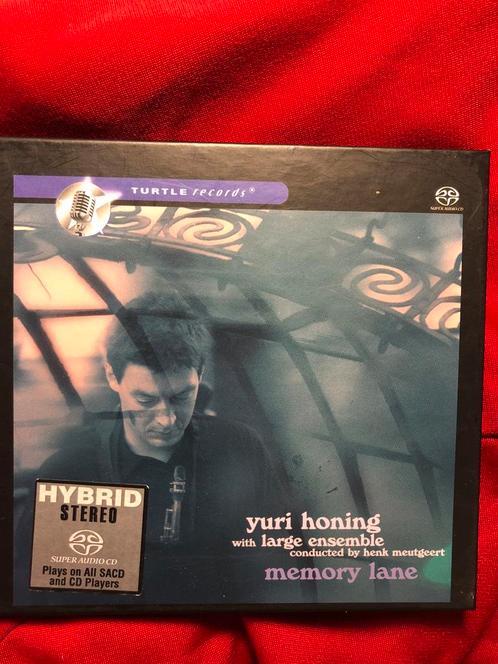 TURTLE records®
SUPER AUDIO CD
yuri honing
with large ensemble
conducted by henk meutgeert
memory lane
HYBRID
STEREO
SUPER AUDIO CD
Plays on All SACD
and CD Players